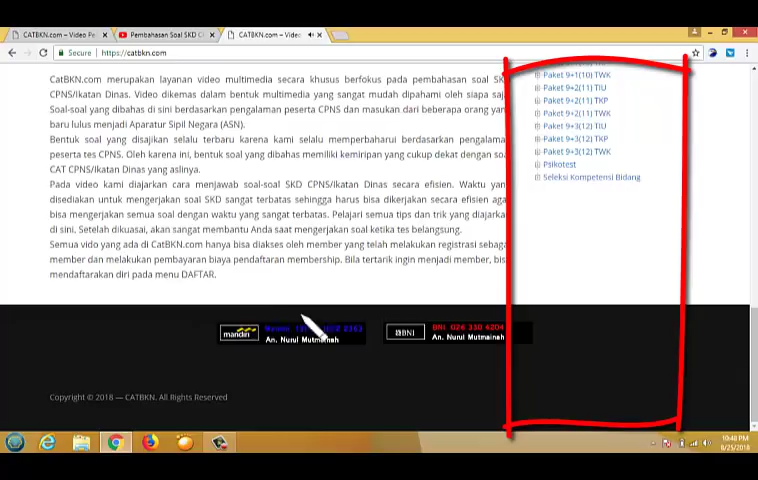 CATBKN.com – Video Pe
Pembahasan Soal SKD C
CATBKN.com – Video
Secure
https://catbkn.com
CatBKN.com merupakan layanan video multimedia secara khusus berfokus pada pembahasan soal SK
CPNS/Ikatan Dinas. Video dikemas dalam bentuk multimedia yang sangat mudah dipahami oleh siapa saj
Soal-soal yang dibahas di sini berdasarkan pengalaman peserta CPNS dan masukan dari beberapa orang yan
baru lulus menjadi Aparatur Sipil Negara (ASN).
Bentuk soal yang disajikan selalu terbaru karena kami selalu memperbaharui berdasarkan pengalama
peserta tes CPNS. Oleh karena ini, bentuk soal yang dibahas memiliki kemiripan yang cukup dekat dengan so
CAT CPNS/Ikatan Dinas yang aslinya.
Pada video kami diajarkan cara menjawab soal-soal SKD CPNS/Ikatan Dinas secara efisien. Waktu yan
disediakan untuk mengerjakan soal SKD sangat terbatas sehingga harus bisa dikerjakan secara efisien aga
bisa mengerjakan semua soal dengan waktu yang sangat terbatas. Pelajari semua tips dan trik yang diajarka
di sini. Setelah dikuasai, akan sangat membantu Anda saat mengerjakan soal ketika tes belangsung.
Semua vido yang ada di CatBKN.com hanya bisa diakses oleh member yang telah melakukan registrasi sebaga
member dan melakukan pembayaran biaya pendaftaran membership. Bila tertarik ingin menjadi member, bis
mendaftarakan diri pada menu DAFTAR.
Paket 9+1(10) TWK
Paket 9+2(11) TIU
Paket 9+2(11) TKP
Paket 9+2(11) TWK
Paket 9+3(12) TIU
Paket 9+3(12) TKP
Paket 9+3(12) TWK
Psikotest
Seleksi Kompetensi Bidang
mandiri
An. Nurul Mutmainah
BNI
BNI 026 330 6204
An. Nurul Mutmainah
Copyright © 2018 — CATBKN. All Rights Reserved
10:40 PM
8/25/2018